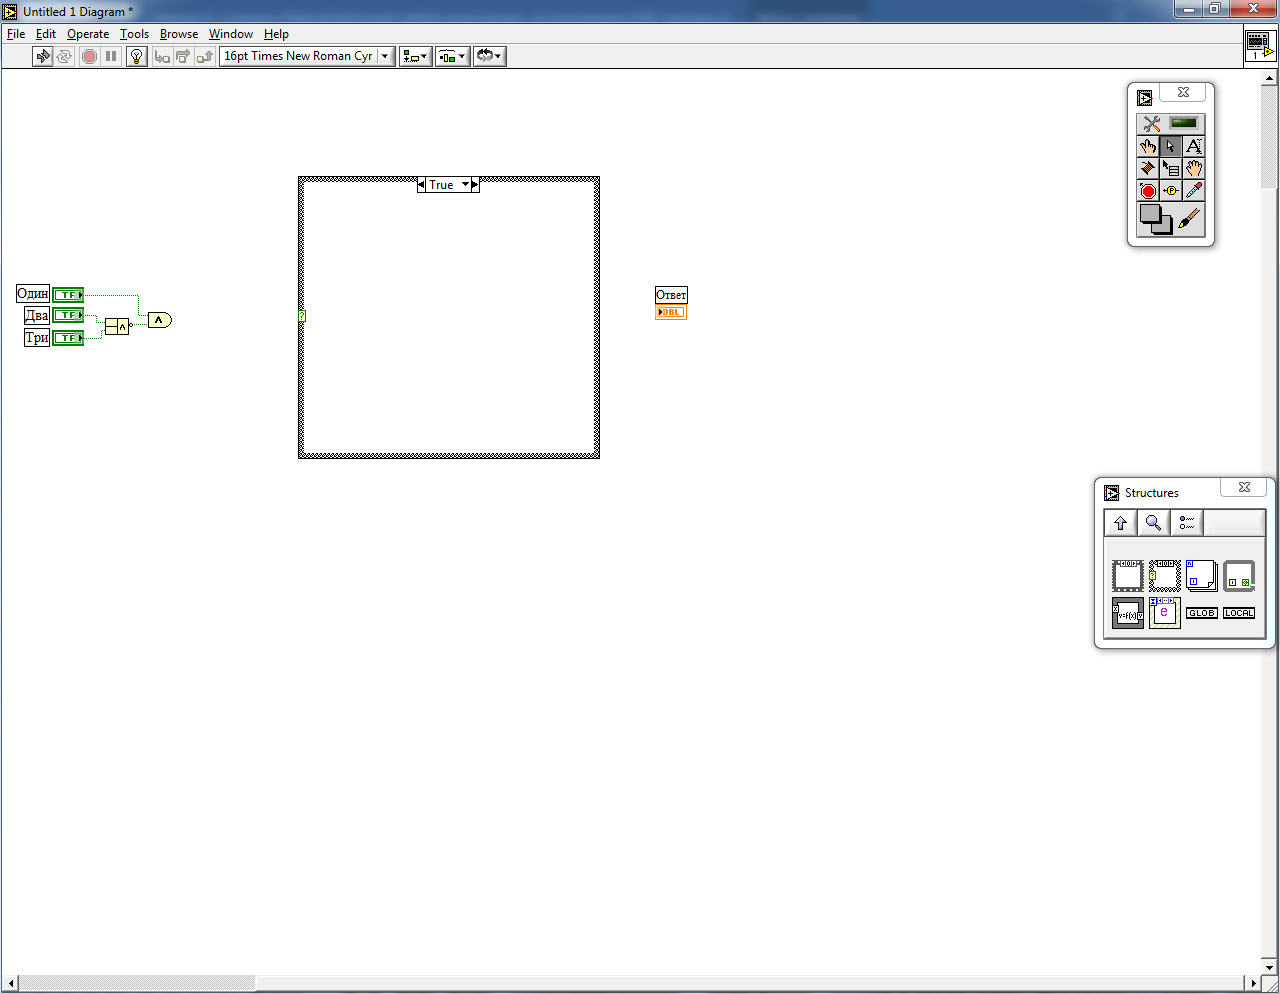 Untitled 1 Diagram *
File Edit Operate Tools Browse Window Help
16pt Times New Roman Cyr
1
True
Один TF
Два TF
Три TF
?
Ответ
DBL
Structures
GLOB LOCAL